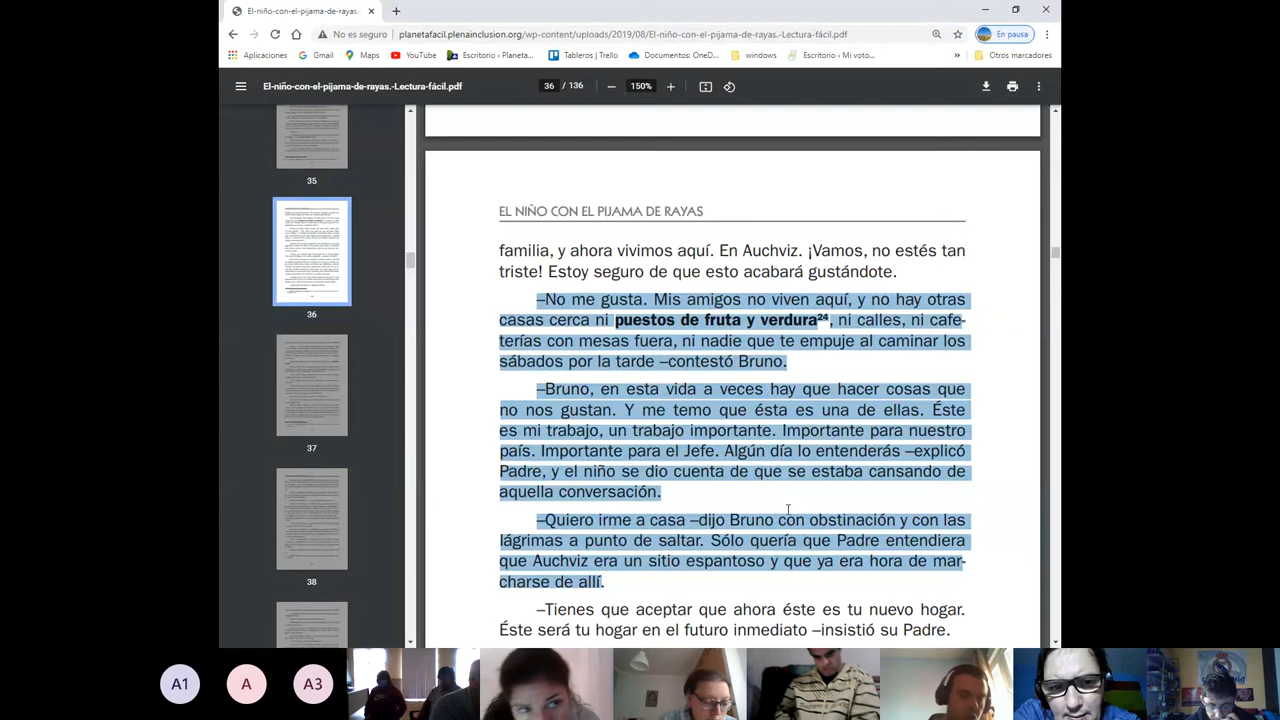 El-niño-con-el-pijama-de-rayas.
No es seguro
planetafacil.plenainclusion.org/wp-content/uploads/2019/08/El-niño-con-el-pijama-de-rayas.-Lectura-fácil.pdf
En pausa
Aplicaciones
Gmail
Maps
YouTube
Escritorio < Planeta...
Tableros | Trello
Documentos: OneD...
windows
Escritorio < Mi voto...
»
Otros marcadores
El-niño-con-el-pijama-de-rayas.-Lectura-fácil.pdf
36 / 136
150%
35
36
37
38
EL NIÑO CON EL PIJAMA DE RAYAS
familia, y ahora vivimos aquí, en Auchviz. ¡Vamos, no estés tan
triste! Estoy seguro de que esto acabará gustándote.
–No me gusta. Mis amigos no viven aquí, y no hay otras
casas cerca ni puestos de fruta y verdura24, ni calles, ni cafe-
terías con mesas fuera, ni nadie que te empuje al caminar los
sábados por la tarde –contestó Bruno.
–Bruno, en esta vida a veces hay que hacer cosas que
no nos gustan. Y me temo que ésta es una de ellas. Éste
es mi trabajo, un trabajo importante. Importante para nuestro
país. Importante para el Jefe. Algún día lo entenderás –explicó
Padre, y el niño se dio cuenta de que se estaba cansando de
aquella conversación.
–Quiero irme a casa –dijo Bruno con obstinación y con las
lágrimas a punto de saltar. Sólo quería que Padre entendiera
que Auchviz era un sitio espantoso y que ya era hora de mar-
charse de allí.
–Tienes que aceptar que ahora éste es tu nuevo hogar.
Éste será tu hogar en el futuro inmediato –insistió su Padre.
A1
A
A3